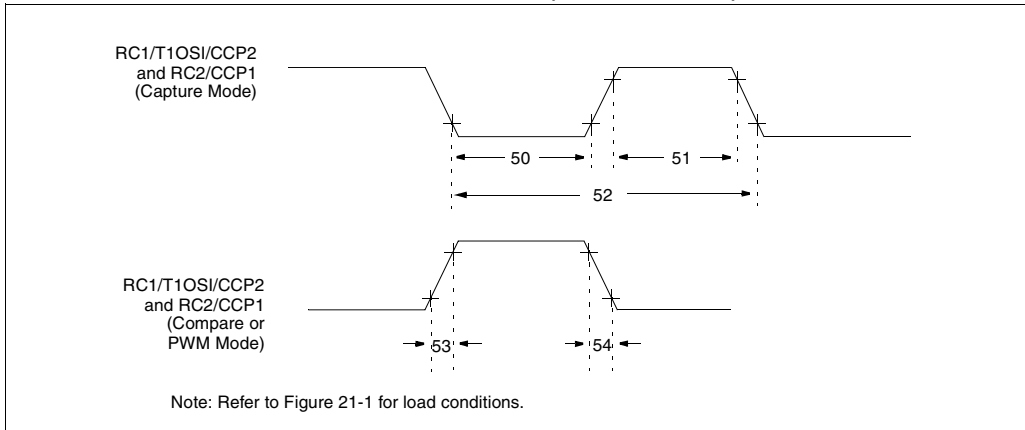 RC1/T1OSI/CCP2
and RC2/CCP1
(Capture Mode)
50
51
52
RC1/T1OSI/CCP2
and RC2/CCP1
(Compare or
PWM Mode)
53
54
Note: Refer to Figure 21-1 for load conditions.